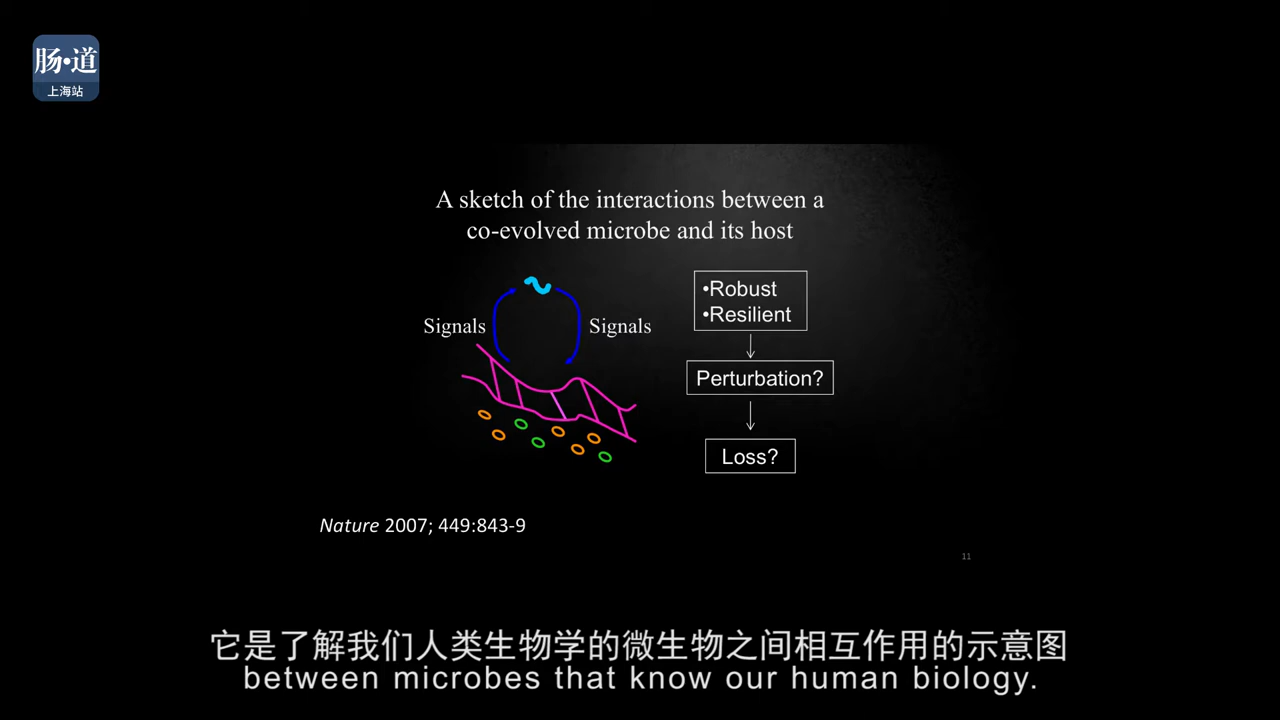 肠•道
上海站
A sketch of the interactions between a
co-evolved microbe and its host
Signals
Signals
•Robust
•Resilient
Perturbation?
Loss?
Nature 2007; 449:843-9
11
它是了解我们人类生物学的微生物之间相互作用的示意图
between microbes that know our human biology.